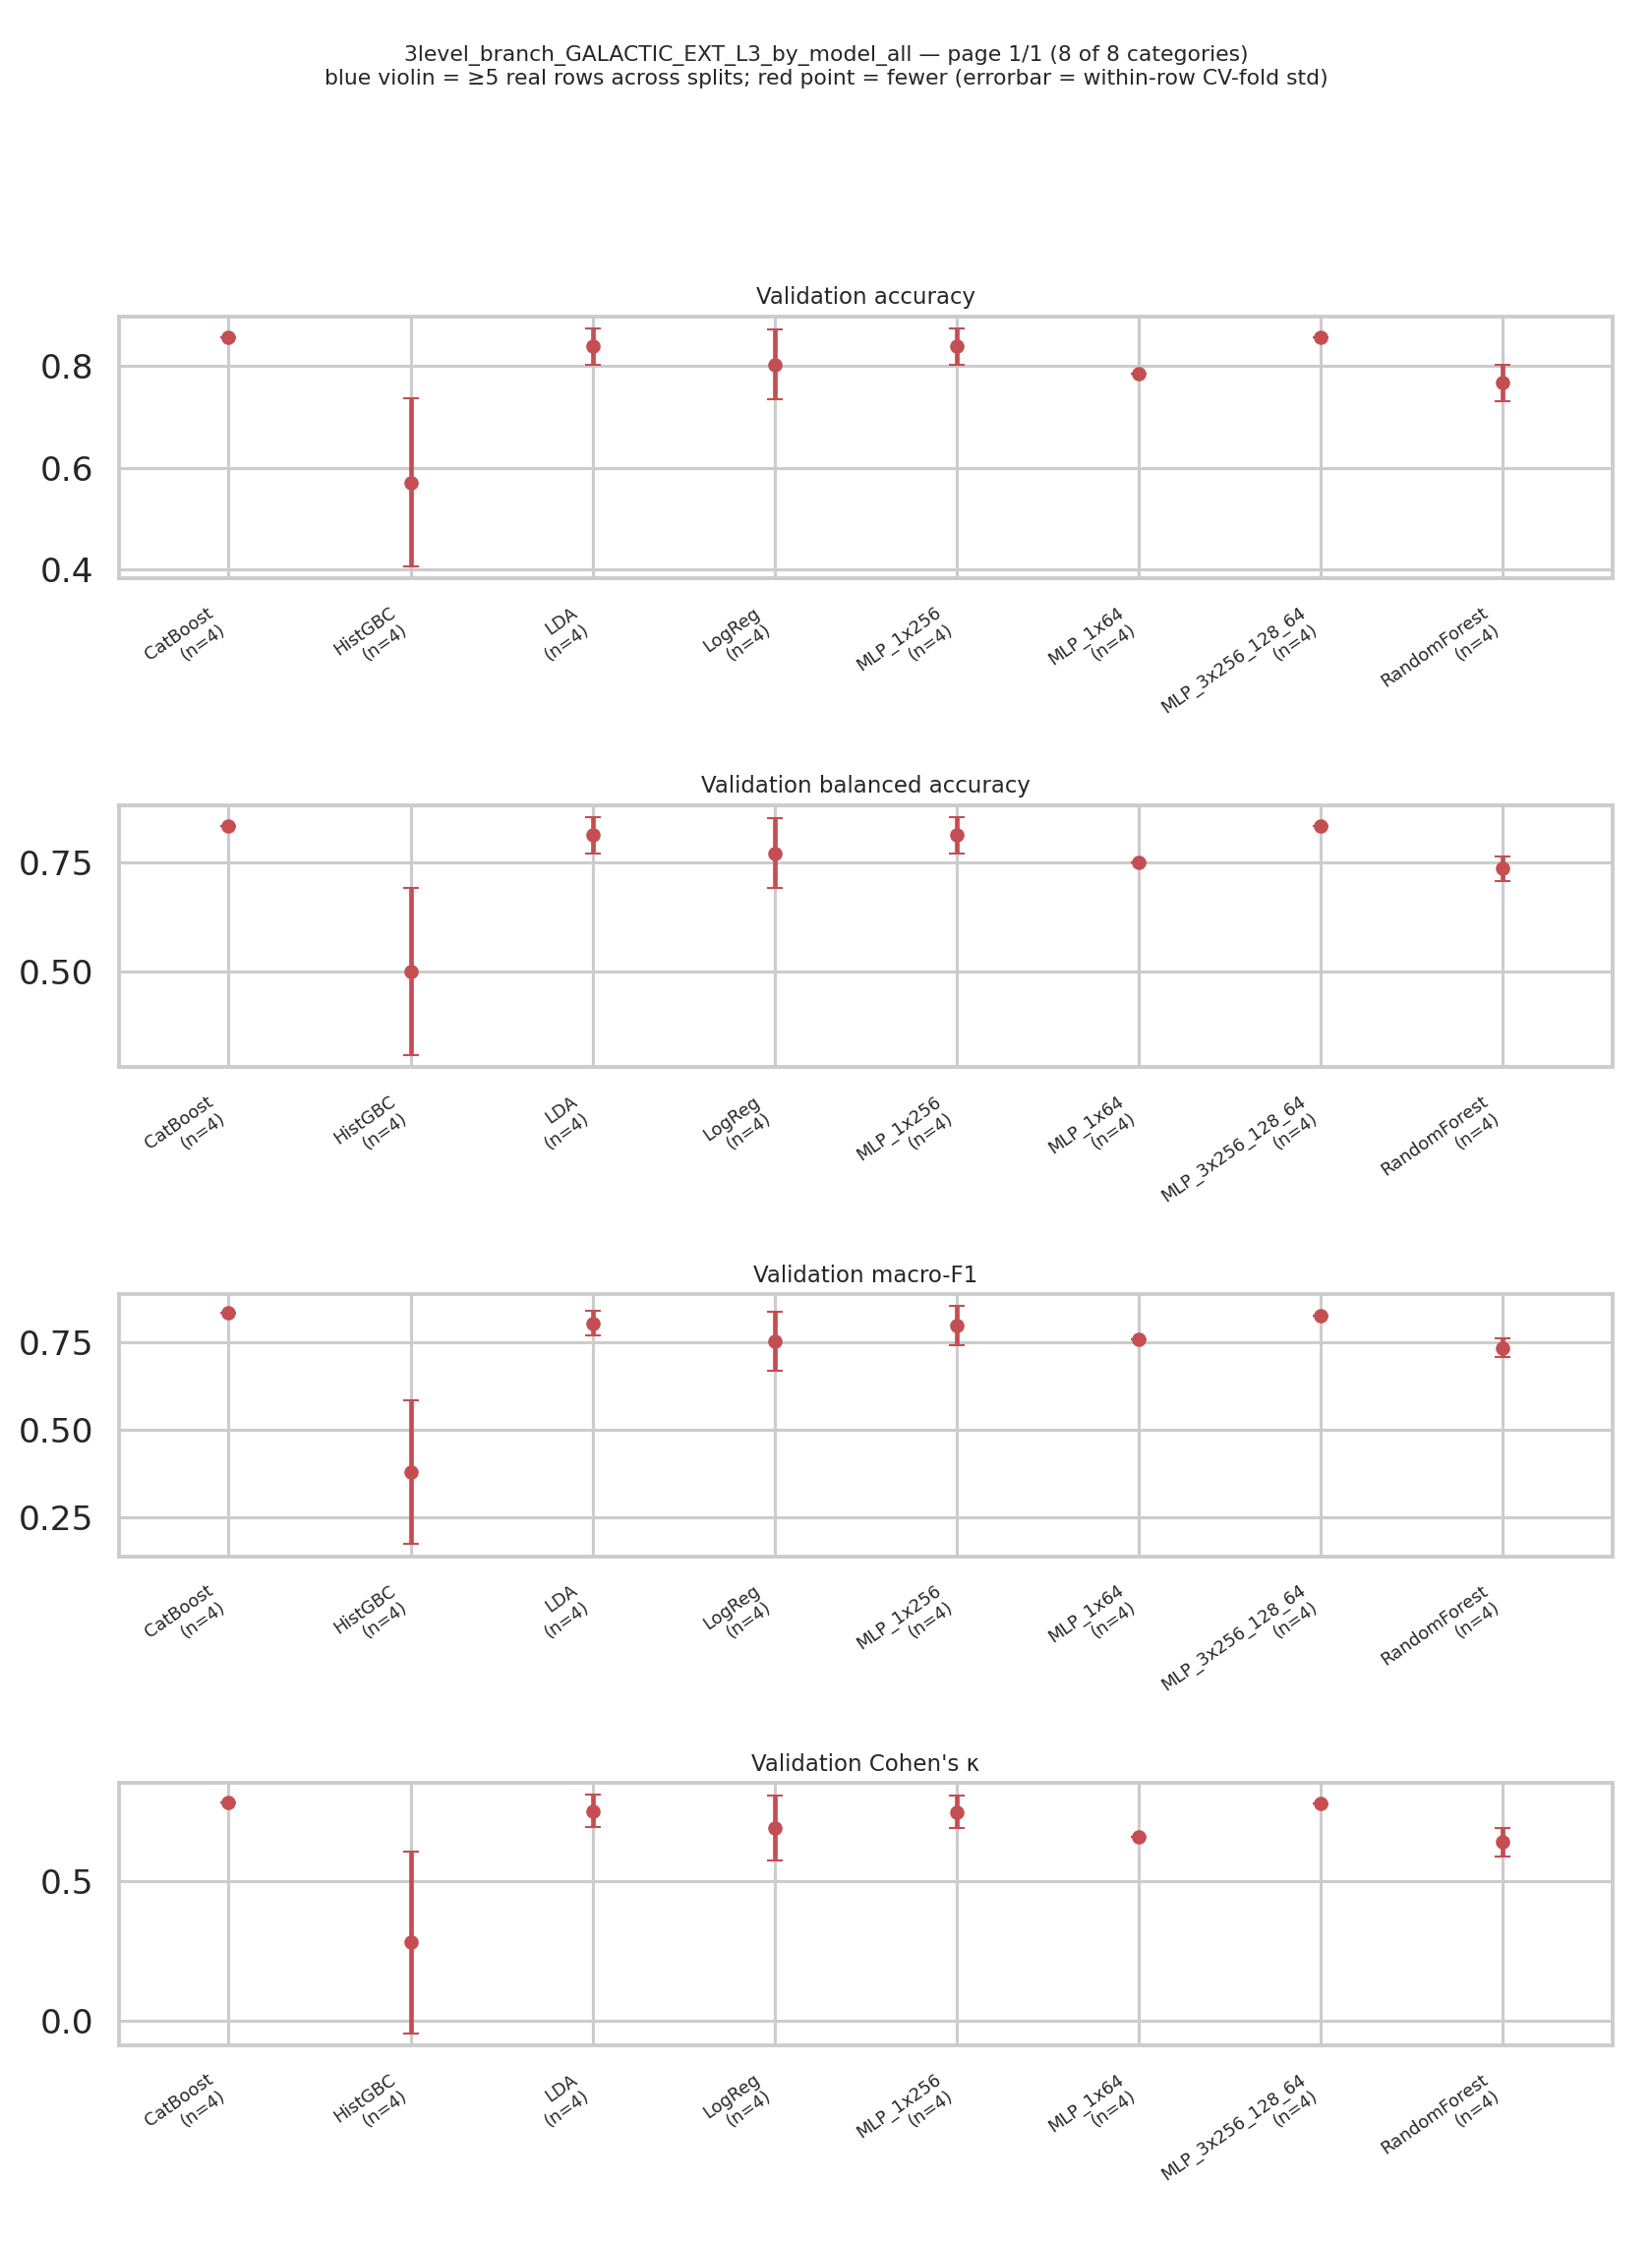 3level_branch_GALACTIC_EXT_L3_by_model_all — page 1/1 (8 of 8 categories)
blue violin = ≥5 real rows across splits; red point = fewer (errorbar = within-row CV-fold std)
Validation accuracy
0.8
0.6
0.4
CatBoost
(n=4)
HistGBC
(n=4)
LDA
(n=4)
LogReg
(n=4)
MLP_1x256
(n=4)
MLP_1x64
(n=4)
MLP_3x256_128_64
(n=4)
RandomForest
(n=4)
Validation balanced accuracy
0.75
0.50
CatBoost
(n=4)
HistGBC
(n=4)
LDA
(n=4)
LogReg
(n=4)
MLP_1x256
(n=4)
MLP_1x64
(n=4)
MLP_3x256_128_64
(n=4)
RandomForest
(n=4)
Validation macro-F1
0.75
0.50
0.25
CatBoost
(n=4)
HistGBC
(n=4)
LDA
(n=4)
LogReg
(n=4)
MLP_1x256
(n=4)
MLP_1x64
(n=4)
MLP_3x256_128_64
(n=4)
RandomForest
(n=4)
Validation Cohen's κ
0.5
0.0
CatBoost
(n=4)
HistGBC
(n=4)
LDA
(n=4)
LogReg
(n=4)
MLP_1x256
(n=4)
MLP_1x64
(n=4)
MLP_3x256_128_64
(n=4)
RandomForest
(n=4)